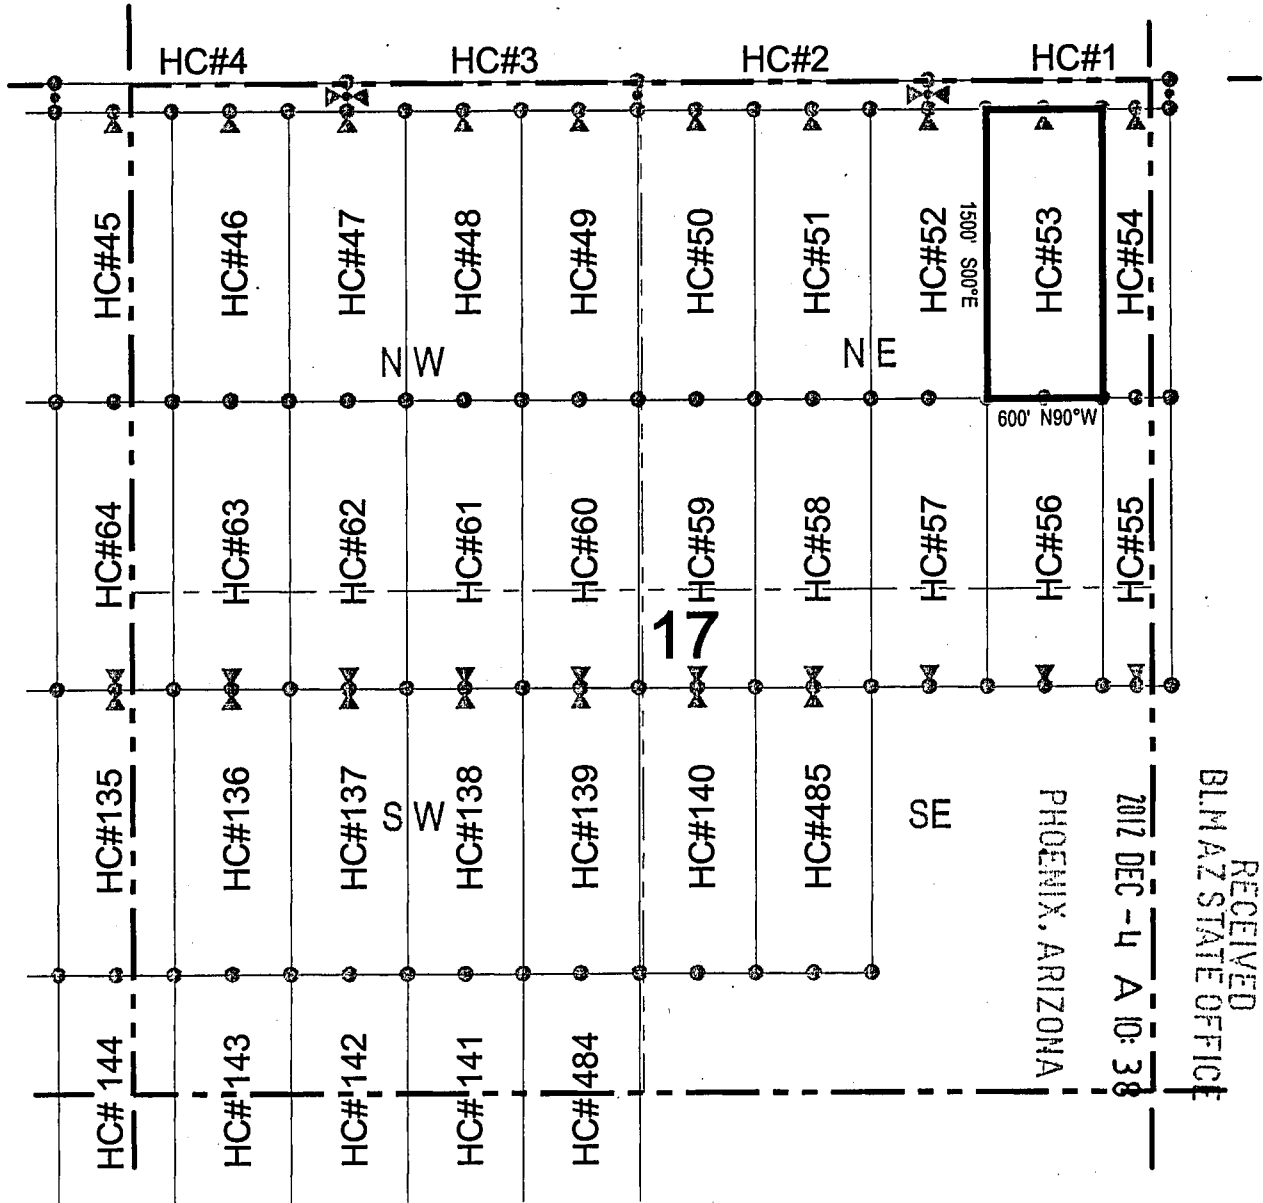 HC#4 HC#3 HC#2 HC#1
HC#45 HC#46 HC#47 HC#48 HC#49 HC#50 HC#51 HC#52 HC#53 HC#54
1500' S00°E
NW NE
600' N90°W
HC#64 HC#63 HC#62 HC#61 HC#60 HC#59 HC#58 HC#57 HC#56 HC#55
17
HC#135 HC#136 HC#137 HC#138 HC#139 HC#140 HC#485
SW SE
HC# 144 HC# 143 HC# 142 HC# 141 HC# 484
RECEIVED
BLM AZ STATE OFFICE
2012 DEC -4 A 10: 38
PHOENIX, ARIZONA